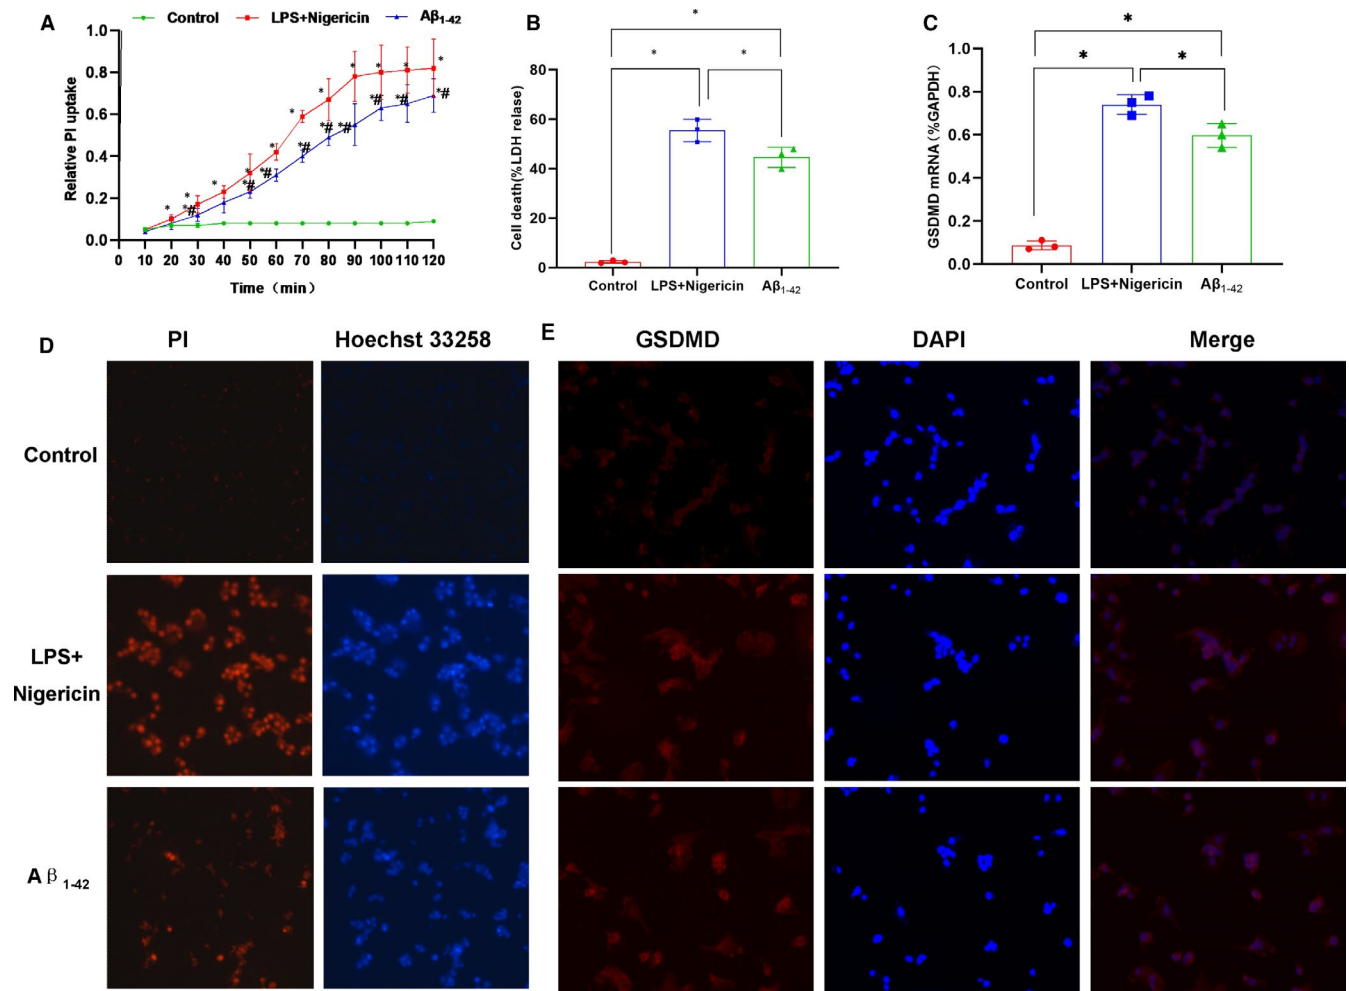 A
Control
LPS+Nigericin
Aβ1-42
Relative PI uptake
1.0
0.8
0.6
0.4
0.2
0.0
* * * * * * * * * * *
*# *# *# *# *# *# *# *# *# *#
0 10 20 30 40 50 60 70 80 90 100 110 120
Time（min）
B
*
* *
Cell death(%LDH relase)
80
60
40
20
0
Control LPS+Nigericin Aβ1-42
C
*
* *
GSDMD mRNA (%GAPDH)
1.0
0.8
0.6
0.4
0.2
0.0
Control LPS+Nigericin Aβ1-42
D
PI Hoechst 33258
E
GSDMD DAPI Merge
Control
LPS+
Nigericin
Aβ 1-42